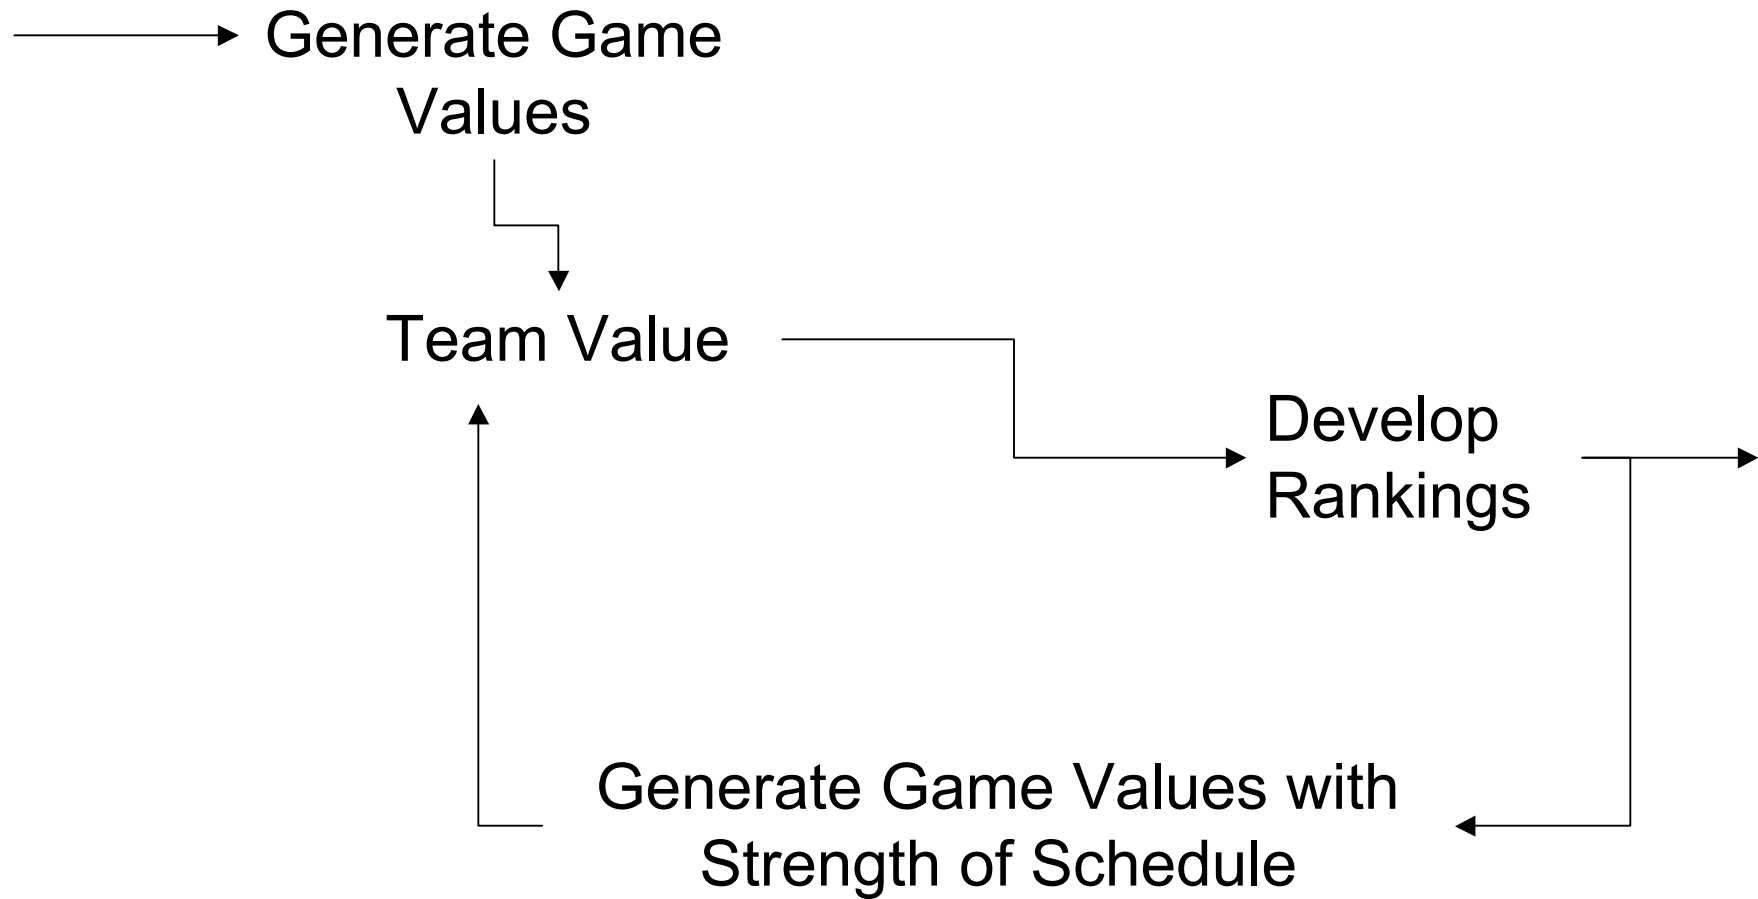 Generate Game
Values
Team Value
Develop
Rankings
Generate Game Values with
Strength of Schedule